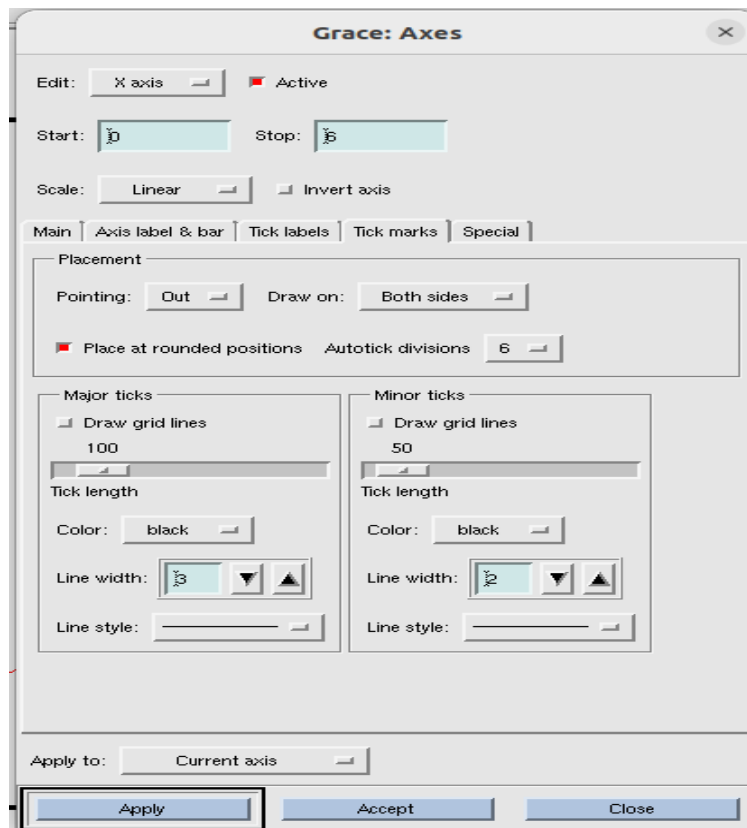 Grace: Axes
Edit: X axis Active
Start: 0 Stop: 6
Scale: Linear Invert axis
Main Axis label & bar Tick labels Tick marks Special
Placement
Pointing: Out Draw on: Both sides
Place at rounded positions Autotick divisions 6
Major ticks Minor ticks
Draw grid lines Draw grid lines
100 50
Tick length Tick length
Color: black Color: black
Line width: 3 Line width: 2
Line style: Line style:
Apply to: Current axis
Apply Accept Close